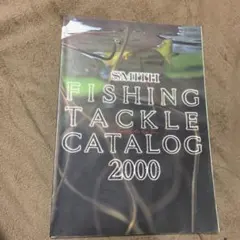 SMITH
FISHING
TACKLE
CATALOG
2000